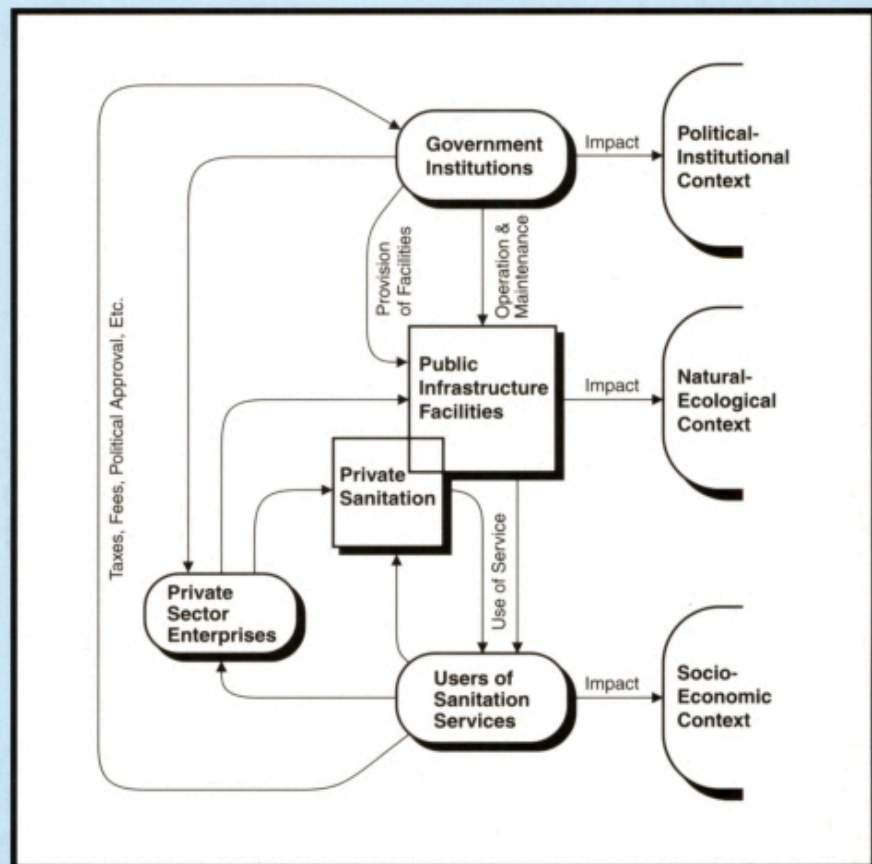 Government
Institutions
Impact
Political-
Institutional
Context
Provision
of Facilities
Operation &
Maintenance
Taxes, Fees, Political Approval, Etc.
Public
Infrastructure
Facilities
Impact
Natural-
Ecological
Context
Private
Sanitation
Use of Service
Private
Sector
Enterprises
Users of
Sanitation
Services
Impact
Socio-
Economic
Context